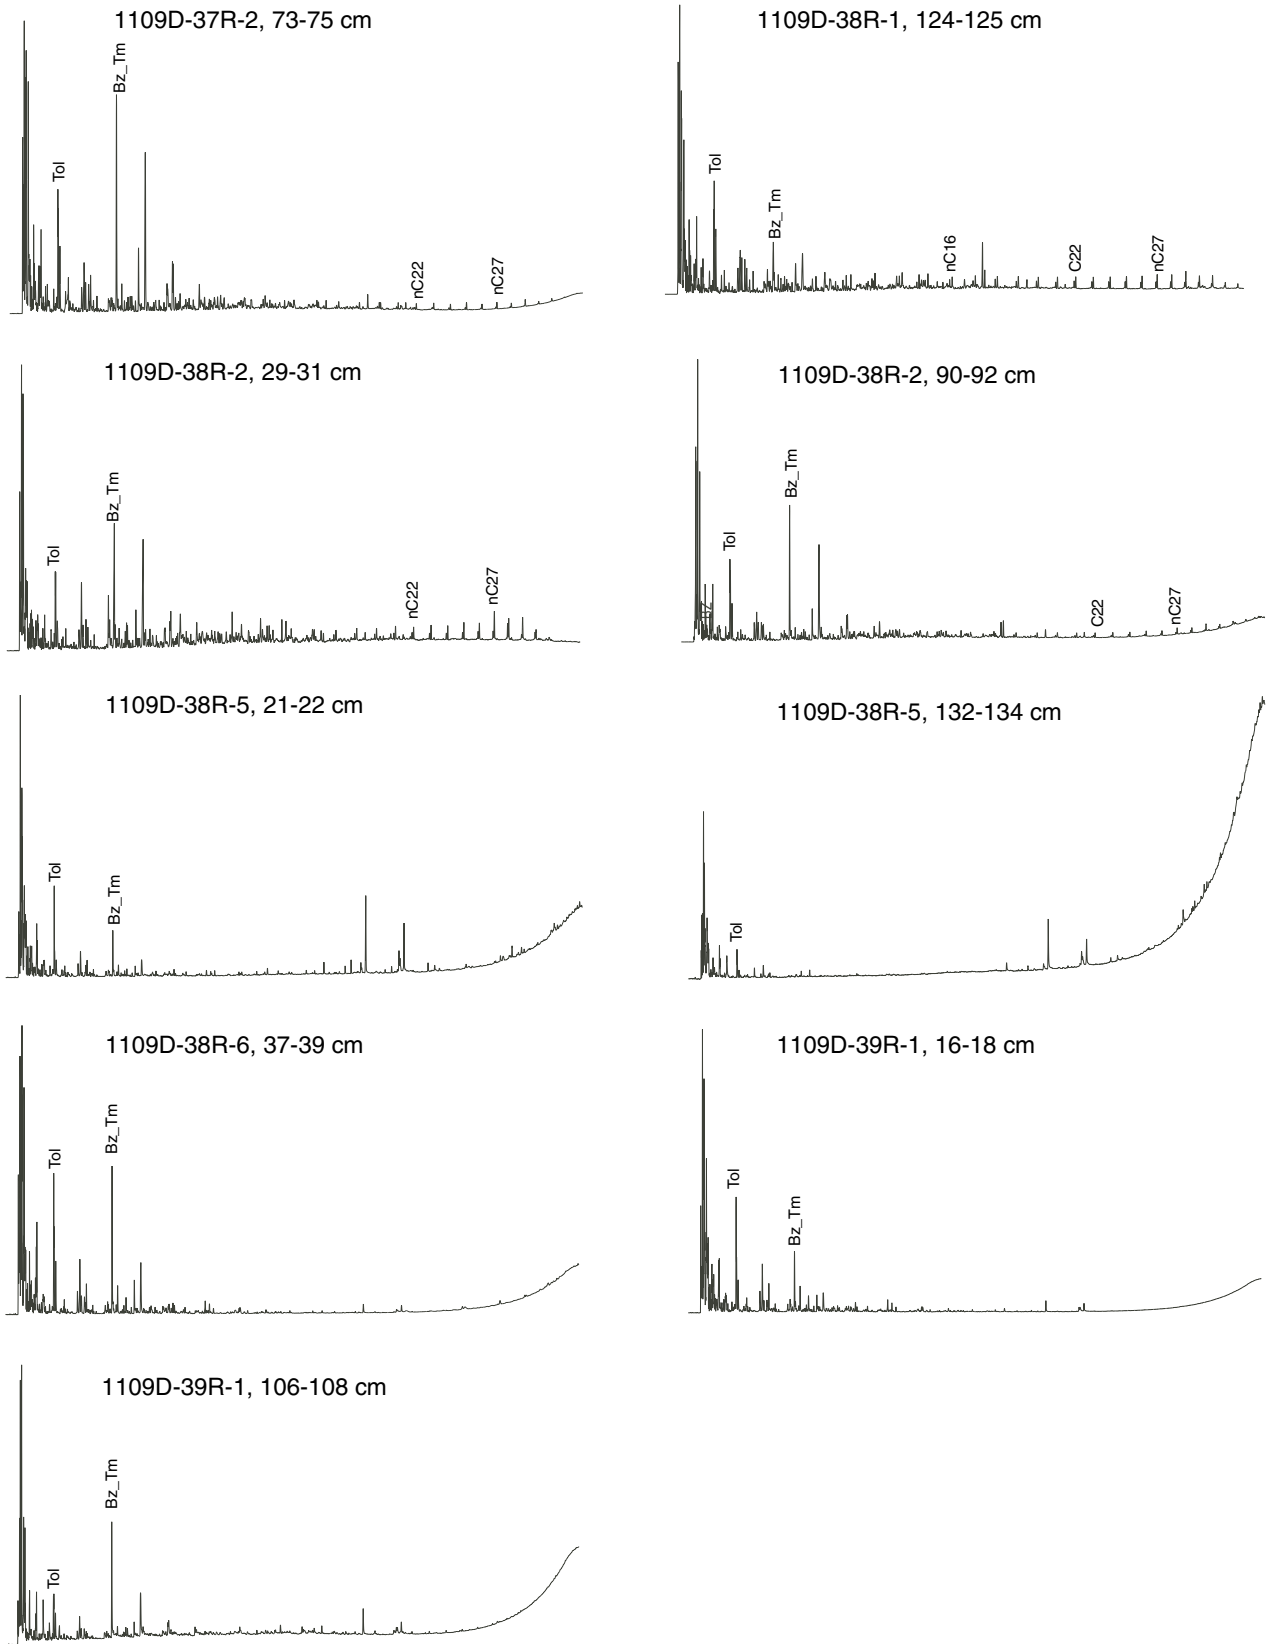 1109D-37R-2, 73-75 cm
Bz_Tm
Tol
nC22
nC27
1109D-38R-1, 124-125 cm
Tol
Bz_Tm
nC16
C22
nC27
1109D-38R-2, 29-31 cm
Bz_Tm
Tol
nC22
nC27
1109D-38R-2, 90-92 cm
Bz_Tm
Tol
Bz
C22
nC27
1109D-38R-5, 21-22 cm
Tol
Bz_Tm
1109D-38R-5, 132-134 cm
Tol
1109D-38R-6, 37-39 cm
Bz_Tm
Tol
1109D-39R-1, 16-18 cm
Tol
Bz_Tm
1109D-39R-1, 106-108 cm
Bz_Tm
Tol